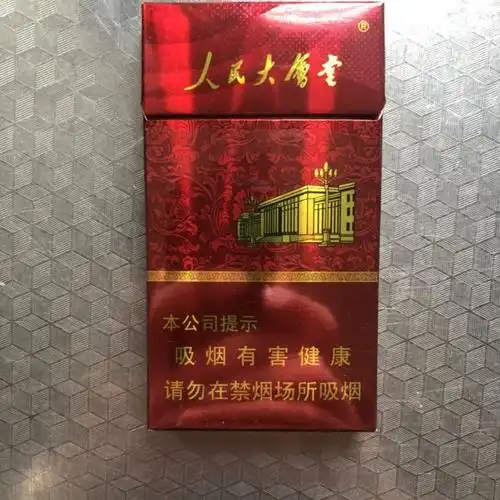 人民大會堂®
本公司提示
吸烟有害健康
请勿在禁烟场所吸烟